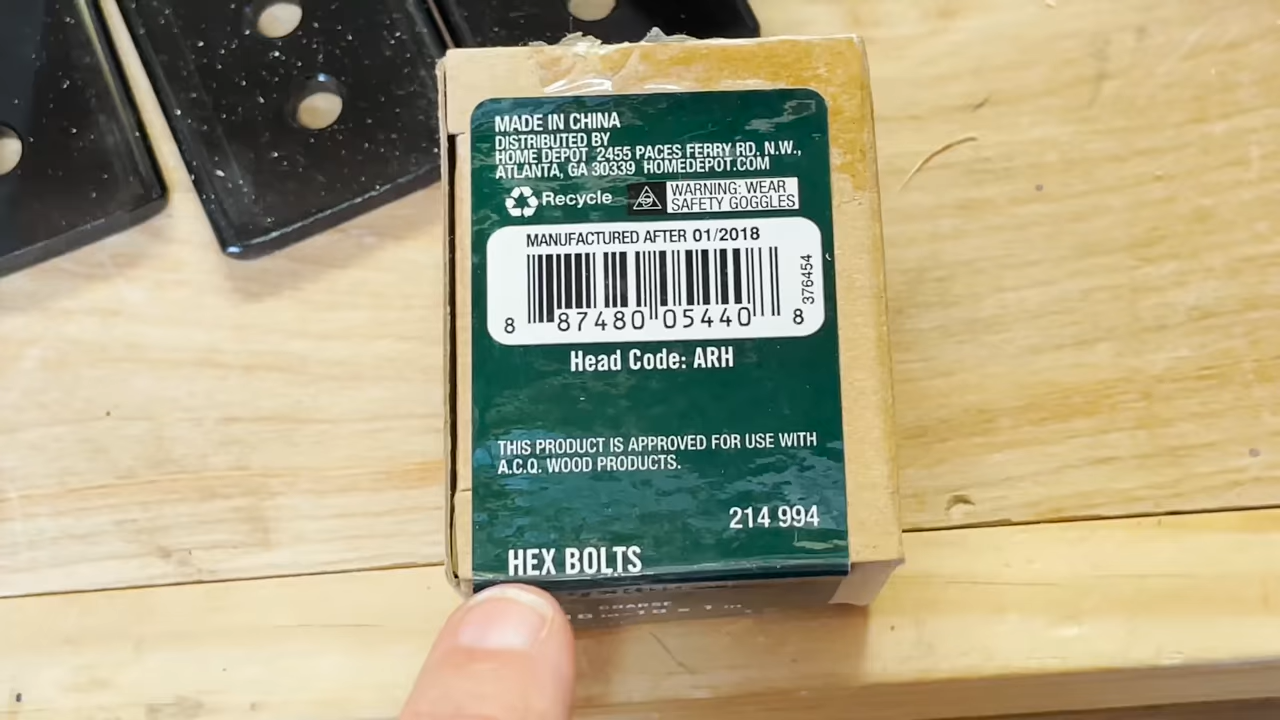 MADE IN CHINA
DISTRIBUTED BY
HOME DEPOT 2455 PACES FERRY RD. N.W.,
ATLANTA, GA 30339 HOMEDEPOT.COM
Recycle WARNING: WEAR
SAFETY GOGGLES
MANUFACTURED AFTER 01/2018
376454
8 87480 05440 8
Head Code: ARH
THIS PRODUCT IS APPROVED FOR USE WITH
A.C.Q. WOOD PRODUCTS.
214 994
HEX BOLTS
COARSE